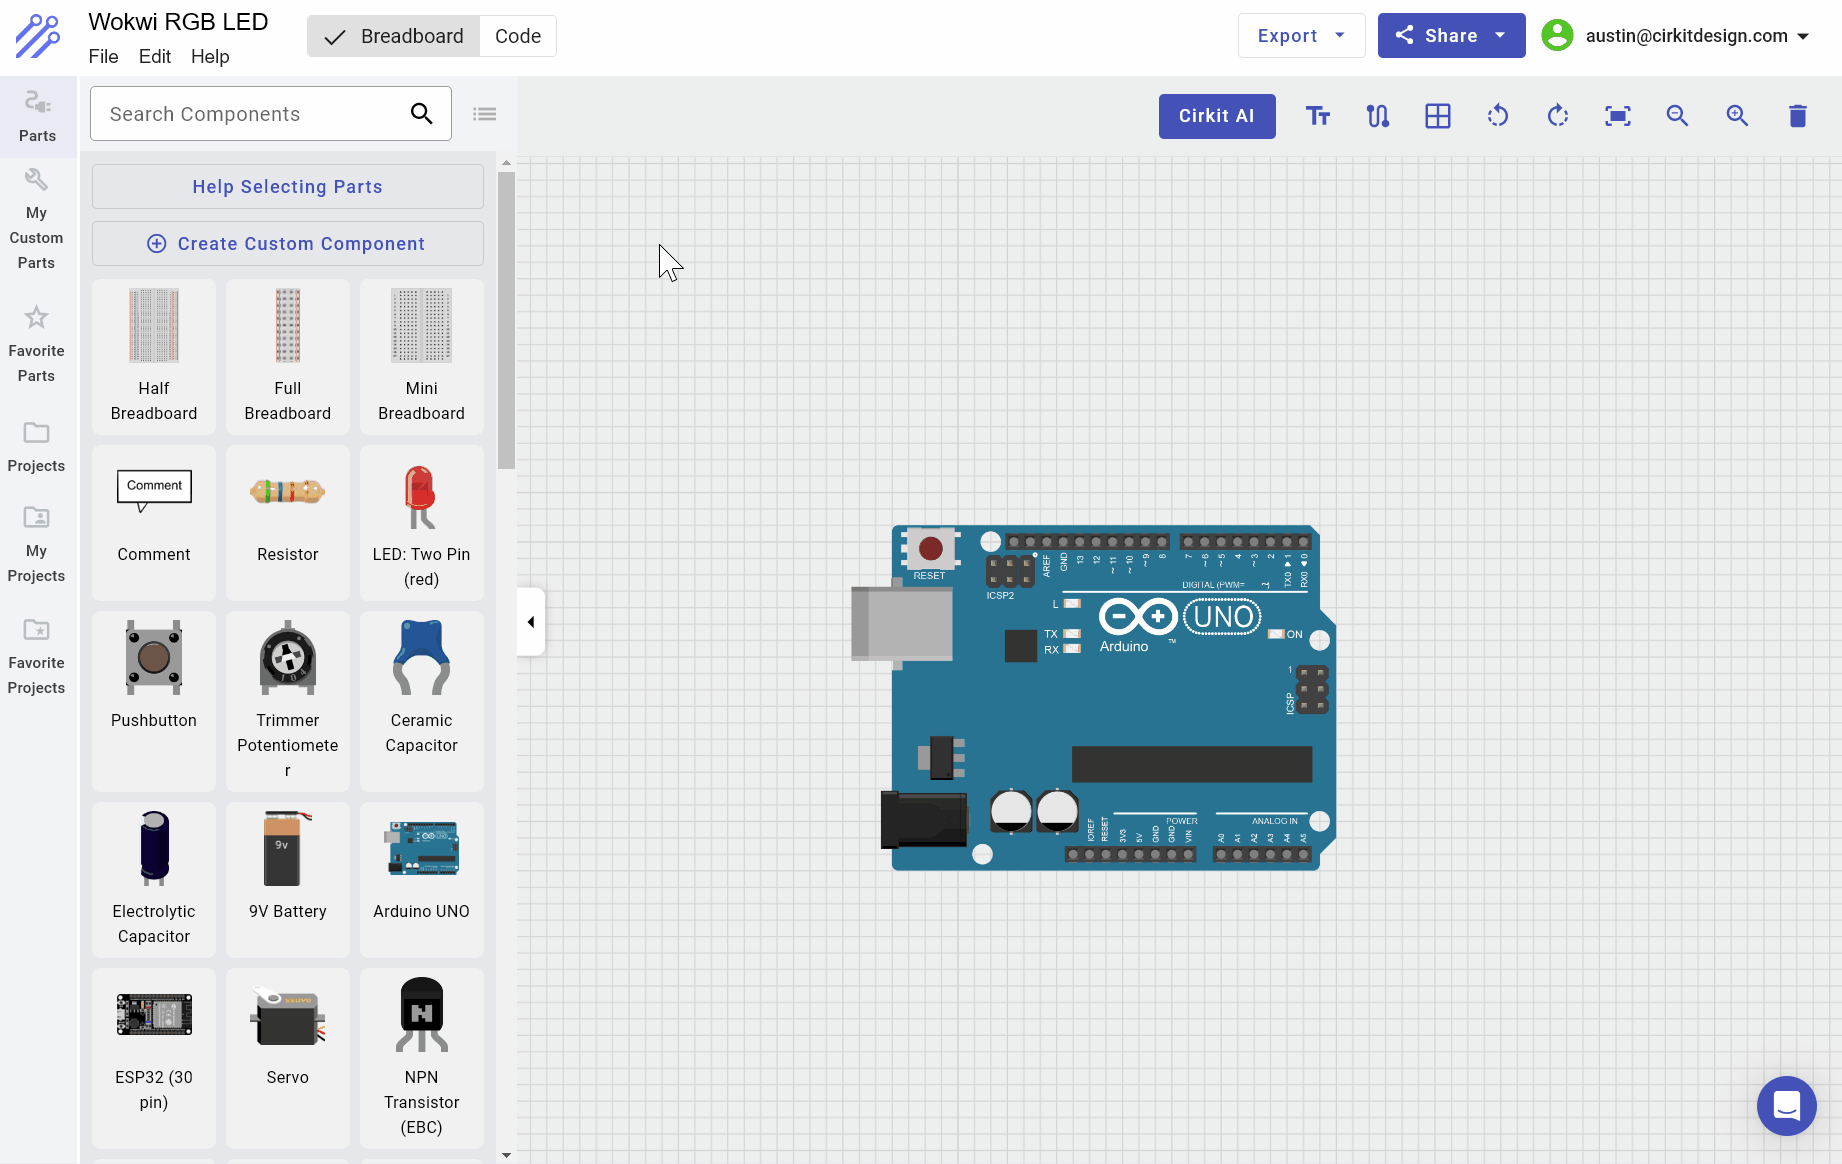 Wokwi RGB LED
File Edit Help
Breadboard Code
Export
Share
austin@cirkitdesign.com
Parts
My
Custom
Parts
Favorite
Parts
Projects
My
Projects
Favorite
Projects
Search Components
Help Selecting Parts
Create Custom Component
Half
Breadboard
Full
Breadboard
Mini
Breadboard
Comment
Comment
Resistor
LED: Two Pin
(red)
Pushbutton
104
Trimmer
Potentiomete
r
Ceramic
Capacitor
Electrolytic
Capacitor
9v
9V Battery
Arduino UNO
ESP32 (30
pin)
Servo
N
NPN
Transistor
(EBC)
Cirkit AI
RESET
ICSP2
AREF
GND
13
12
~11
~10
~9
8
7
~6
~5
4
~3
2
TX0 ▶ 1
RX0 ◀ 0
DIGITAL (PWM= ~
L
TX
RX
UNO
Arduino
TM
ON
1
ICSP
POWER
ANALOG IN
IOREF
RESET
3V3
5V
GND
GND
VIN
A0
A1
A2
A3
A4
A5